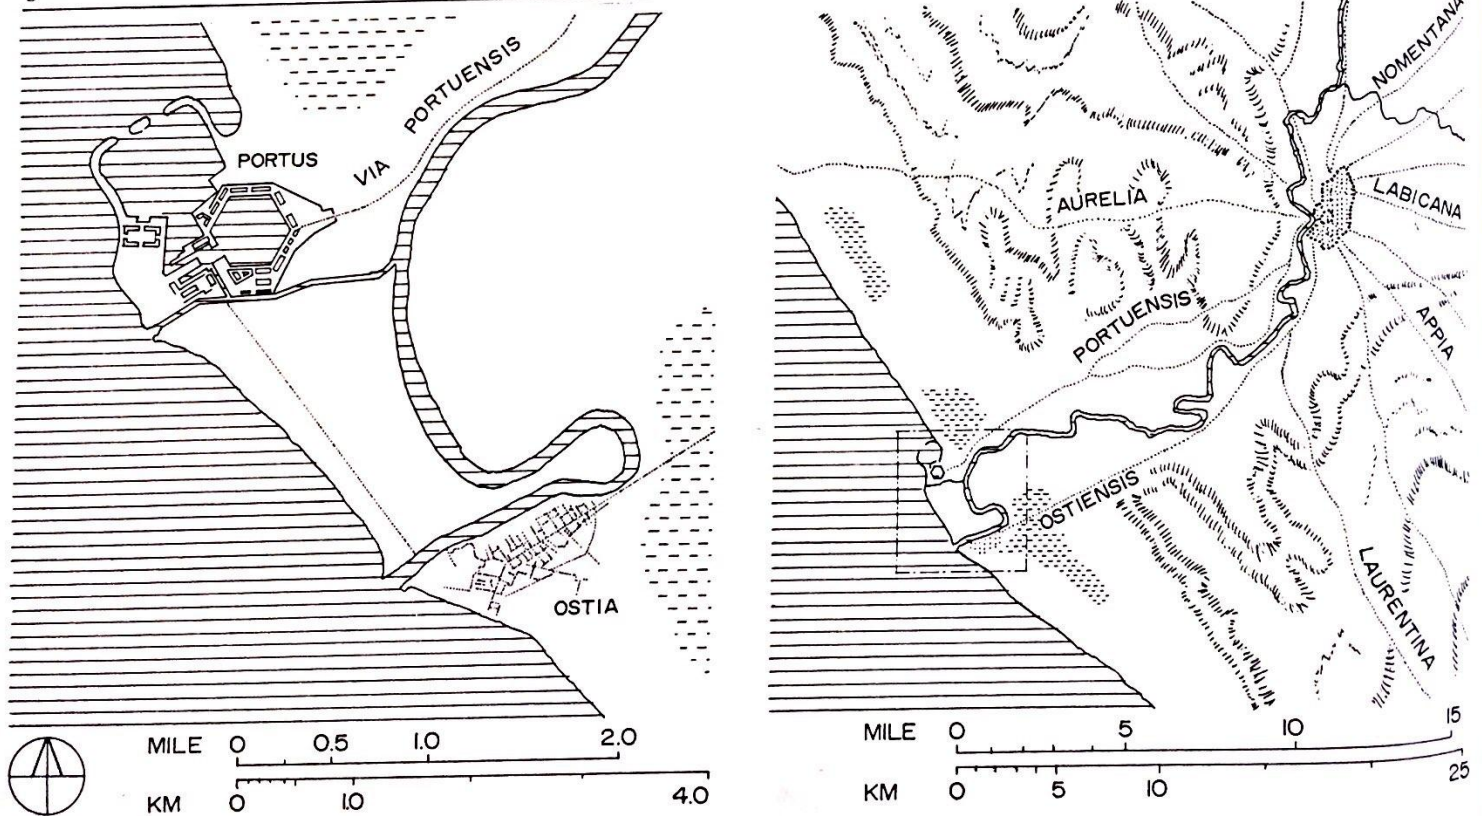 PORTUS
VIA PORTUENSIS
OSTIA
MILE 0 0.5 1.0 2.0
KM 0 1.0 4.0
NOMENTANA
LABICANA
AURELIA
APPIA
PORTUENSIS
OSTIENSIS
LAURENTINA
MILE 0 5 10 15
KM 0 5 10 25